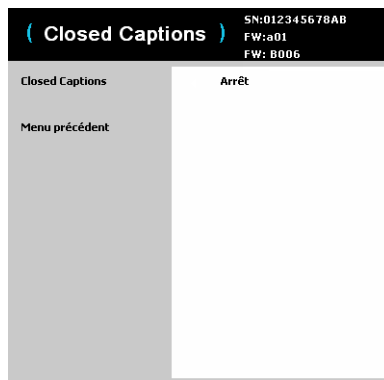 ( Closed Captions )
SN:012345678AB
FW:a01
FW: B006
Closed Captions Arrêt
Menu précédent